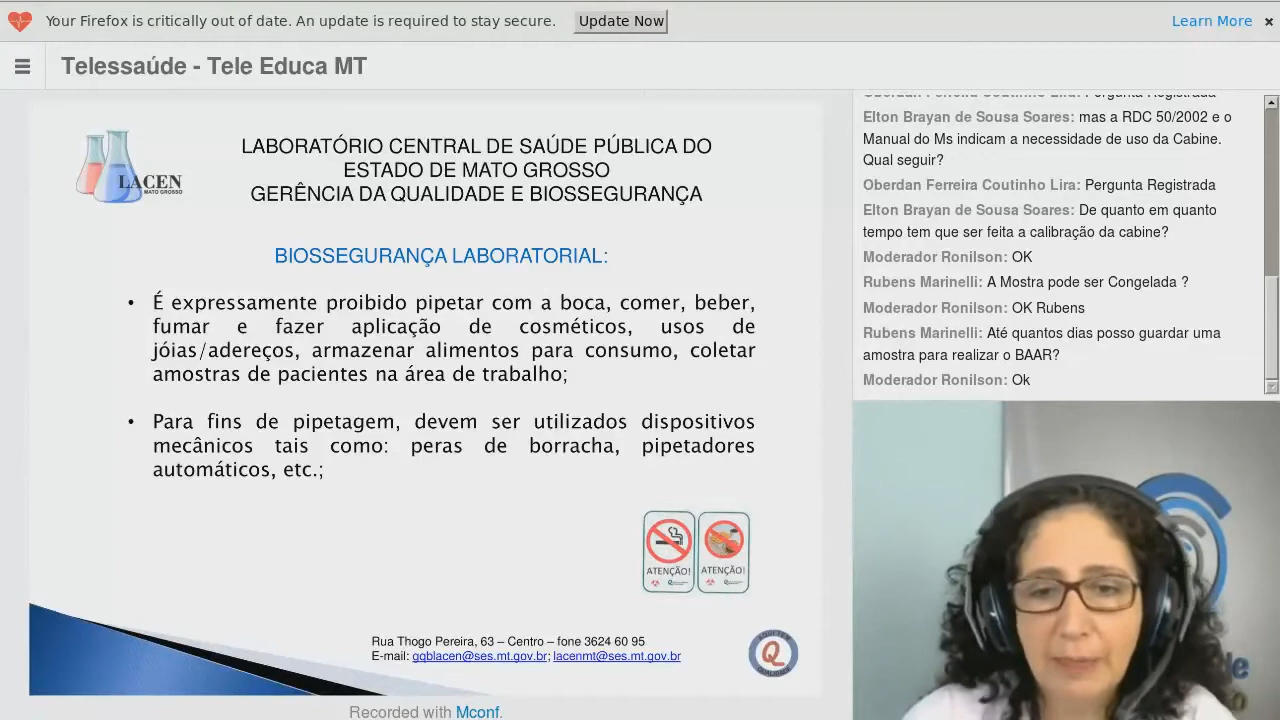 Your Firefox is critically out of date. An update is required to stay secure.
Update Now
Learn More
Telessaúde - Tele Educa MT
LACEN
MATO GROSSO
LABORATÓRIO CENTRAL DE SAÚDE PÚBLICA DO
ESTADO DE MATO GROSSO
GERÊNCIA DA QUALIDADE E BIOSSEGURANÇA
BIOSSEGURANÇA LABORATORIAL:
• É expressamente proibido pipetar com a boca, comer, beber,
fumar e fazer aplicação de cosméticos, usos de
jóias/adereços, armazenar alimentos para consumo, coletar
amostras de pacientes na área de trabalho;
• Para fins de pipetagem, devem ser utilizados dispositivos
mecânicos tais como: peras de borracha, pipetadores
automáticos, etc.;
ATENÇÃO!
ATENÇÃO!
Rua Thogo Pereira, 63 – Centro – fone 3624 60 95
E-mail: gqblacen@ses.mt.gov.br; lacenmt@ses.mt.gov.br
AQUI TEM
Q
QUALIDADE
Recorded with Mconf.
Oberdan Ferreira Coutinho Lira: Pergunta Registrada
Elton Brayan de Sousa Soares: mas a RDC 50/2002 e o
Manual do Ms indicam a necessidade de uso da Cabine.
Qual seguir?
Oberdan Ferreira Coutinho Lira: Pergunta Registrada
Elton Brayan de Sousa Soares: De quanto em quanto
tempo tem que ser feita a calibração da cabine?
Moderador Ronilson: OK
Rubens Marinelli: A Mostra pode ser Congelada ?
Moderador Ronilson: OK Rubens
Rubens Marinelli: Até quantos dias posso guardar uma
amostra para realizar o BAAR?
Moderador Ronilson: Ok